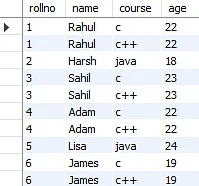 rollno name course age
1 Rahul c 22
1 Rahul c++ 22
2 Harsh java 18
3 Sahil c 23
3 Sahil c++ 23
4 Adam c 22
4 Adam c++ 22
5 Lisa java 24
6 James c 19
6 James c++ 19